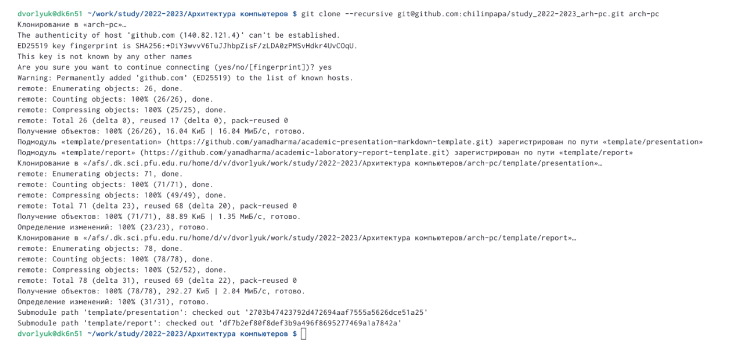 dvorlyuk@dk6n51 ~/work/study/2022-2023/Архитектура компьютеров $ git clone --recursive git@github.com:chilimpapa/study_2022-2023_arh-pc.git arch-pc
Клонирование в «arch-pc»…
The authenticity of host 'github.com (140.82.121.4)' can't be established.
ED25519 key fingerprint is SHA256:+DiY3wvvV6TuJJhbpZisF/zLDA0zPMSvHdkr4UvCOqU.
This key is not known by any other names
Are you sure you want to continue connecting (yes/no/[fingerprint])? yes
Warning: Permanently added 'github.com' (ED25519) to the list of known hosts.
remote: Enumerating objects: 26, done.
remote: Counting objects: 100% (26/26), done.
remote: Compressing objects: 100% (25/25), done.
remote: Total 26 (delta 0), reused 17 (delta 0), pack-reused 0
Получение объектов: 100% (26/26), 16.04 КиБ | 16.04 МиБ/с, готово.
Подмодуль «template/presentation» (https://github.com/yamadharma/academic-presentation-markdown-template.git) зарегистрирован по пути «template/presentation»
Подмодуль «template/report» (https://github.com/yamadharma/academic-laboratory-report-template.git) зарегистрирован по пути «template/report»
Клонирование в «/afs/.dk.sci.pfu.edu.ru/home/d/v/dvorlyuk/work/study/2022-2023/Архитектура компьютеров/arch-pc/template/presentation»…
remote: Enumerating objects: 71, done.
remote: Counting objects: 100% (71/71), done.
remote: Compressing objects: 100% (49/49), done.
remote: Total 71 (delta 23), reused 68 (delta 20), pack-reused 0
Получение объектов: 100% (71/71), 88.89 КиБ | 1.35 МиБ/с, готово.
Определение изменений: 100% (23/23), готово.
Клонирование в «/afs/.dk.sci.pfu.edu.ru/home/d/v/dvorlyuk/work/study/2022-2023/Архитектура компьютеров/arch-pc/template/report»…
remote: Enumerating objects: 78, done.
remote: Counting objects: 100% (78/78), done.
remote: Compressing objects: 100% (52/52), done.
remote: Total 78 (delta 31), reused 69 (delta 22), pack-reused 0
Получение объектов: 100% (78/78), 292.27 КиБ | 2.04 МиБ/с, готово.
Определение изменений: 100% (31/31), готово.
Submodule path 'template/presentation': checked out '2703b47423792d472694aaf7555a5626dce51a25'
Submodule path 'template/report': checked out 'df7b2ef80f8def3b9a496f8695277469a1a7842a'
dvorlyuk@dk6n51 ~/work/study/2022-2023/Архитектура компьютеров $